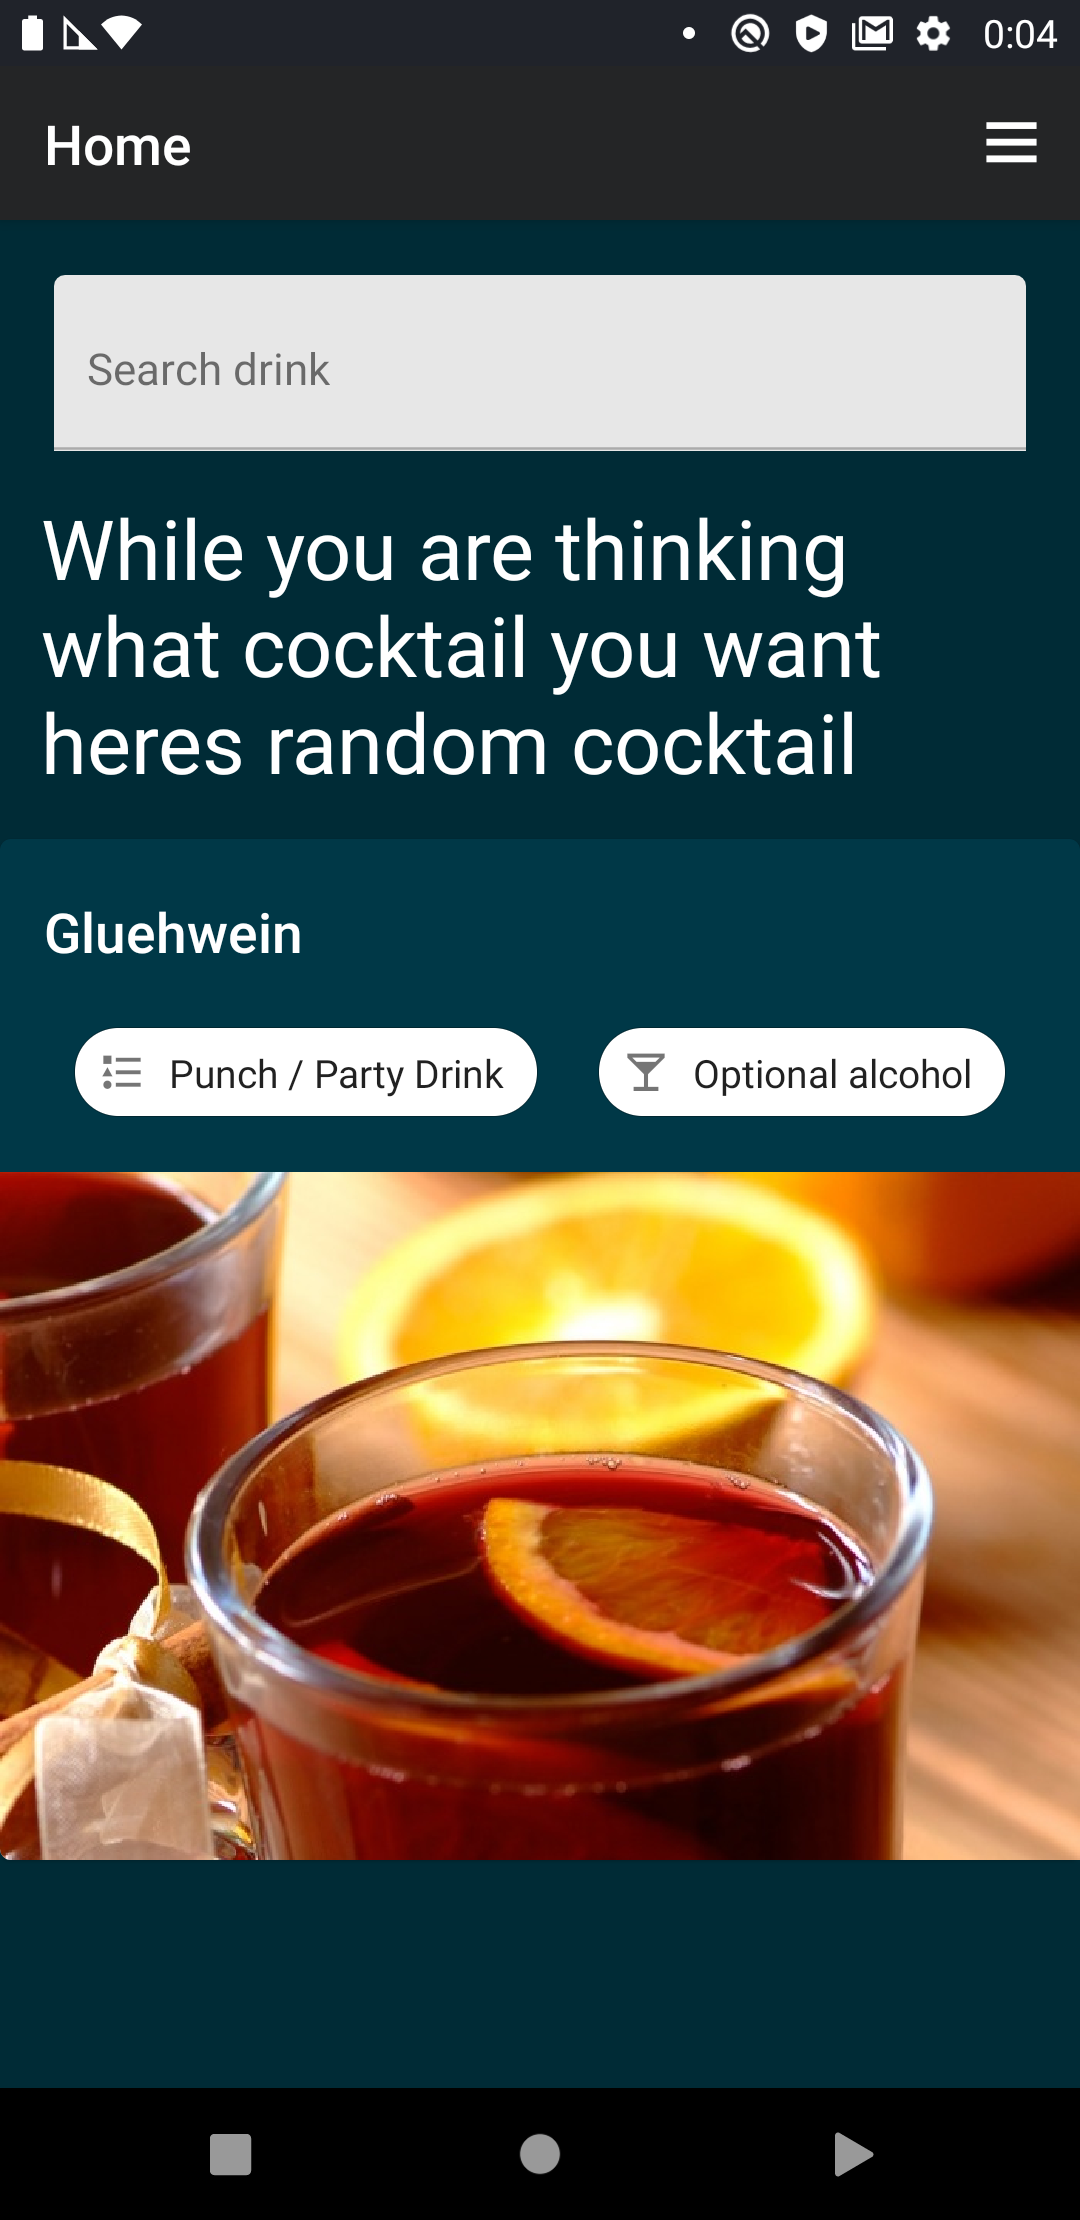 0:04
Home
Search drink
While you are thinking
what cocktail you want
heres random cocktail
Gluehwein
Punch / Party Drink
Optional alcohol